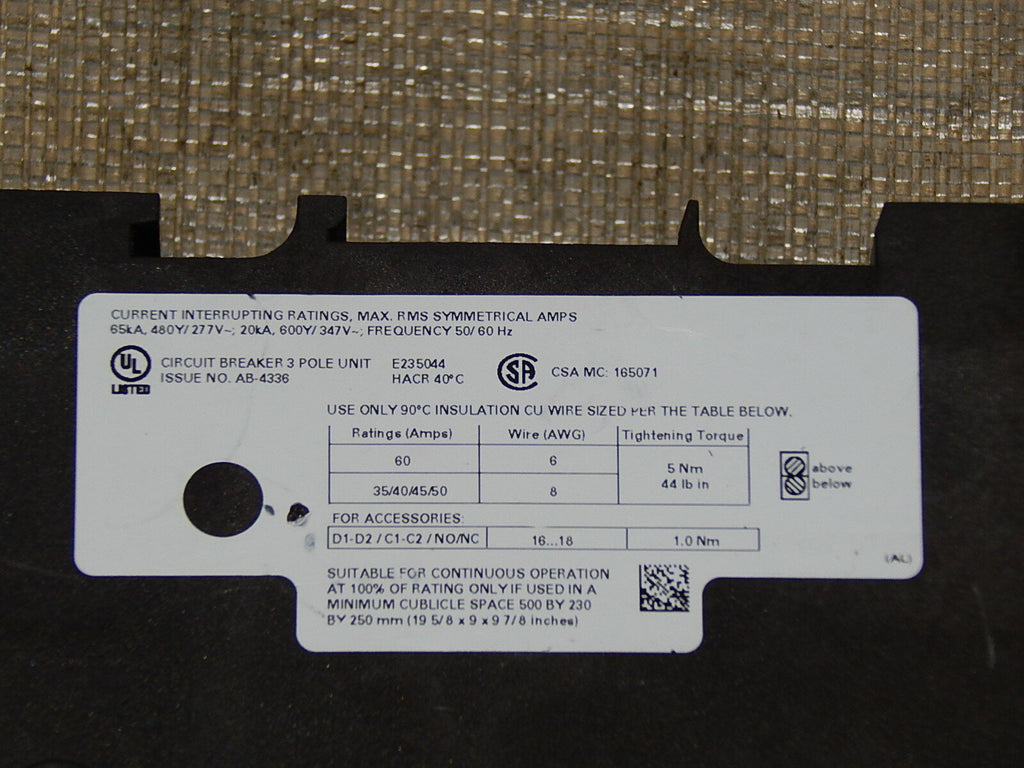 CURRENT INTERRUPTING RATINGS, MAX. RMS SYMMETRICAL AMPS
65kA, 480Y/277V~; 20kA, 600Y/347V~; FREQUENCY 50/60 Hz
UL
LISTED
CIRCUIT BREAKER 3 POLE UNIT E235044
ISSUE NO. AB-4336 HACR 40°C
SA
CSA MC: 165071
USE ONLY 90°C INSULATION CU WIRE SIZED PER THE TABLE BELOW.
Ratings (Amps) Wire (AWG) Tightening Torque
60 6
35/40/45/50 8
5 Nm
44 lb in
above
below
FOR ACCESSORIES:
D1-D2 / C1-C2 / NO/NC 16...18 1.0 Nm
(AL)
SUITABLE FOR CONTINUOUS OPERATION
AT 100% OF RATING ONLY IF USED IN A
MINIMUM CUBLICLE SPACE 500 BY 230
BY 250 mm (19 5/8 x 9 x 9 7/8 inches)